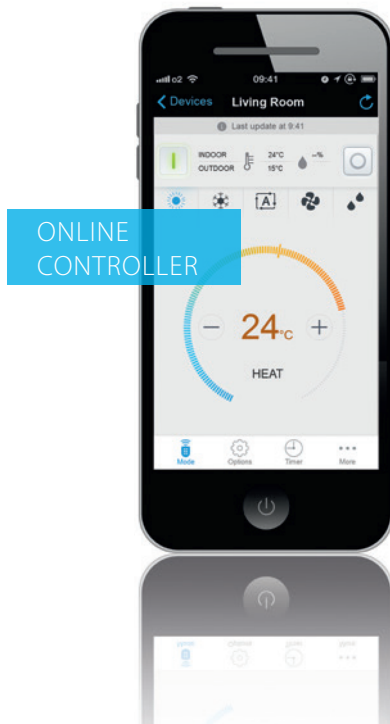 o2 09:41
Devices Living Room
Last update at 9:41
INDOOR 24°C --%
OUTDOOR 15°C
A
ONLINE
CONTROLLER
24°C
HEAT
Mode Options Timer More